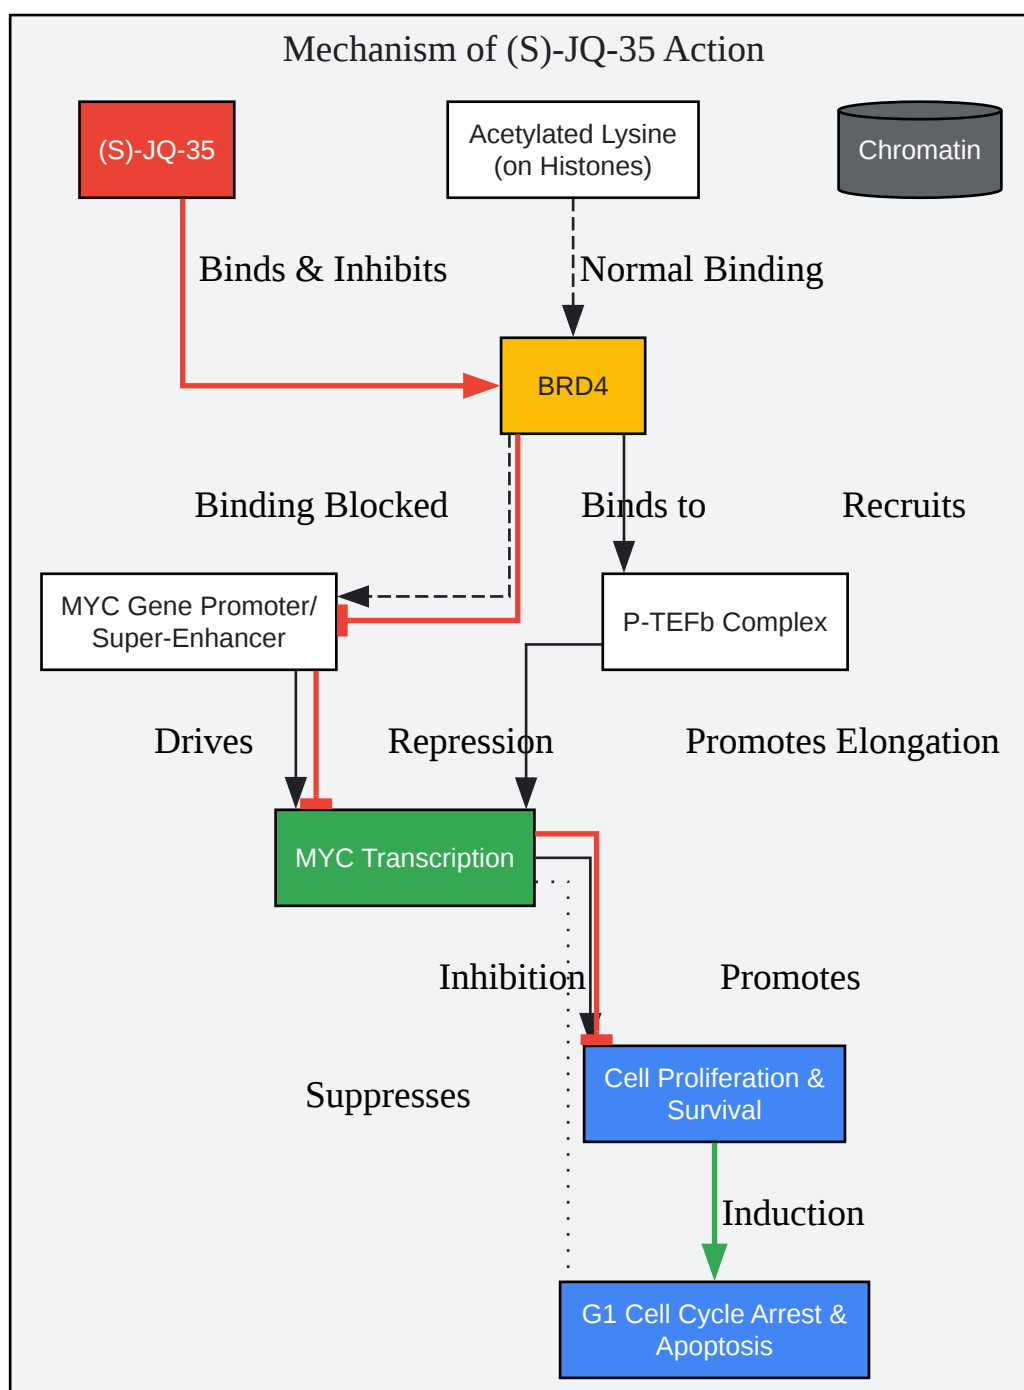 Mechanism of (S)-JQ-35 Action
(S)-JQ-35
Acetylated Lysine
(on Histones)
Chromatin
Binds & Inhibits
Normal Binding
BRD4
Binding Blocked
Binds to
Recruits
MYC Gene Promoter/
Super-Enhancer
P-TEFb Complex
Drives
Repression
Promotes Elongation
MYC Transcription
Inhibition
Promotes
Cell Proliferation &
Survival
Suppresses
Induction
G1 Cell Cycle Arrest &
Apoptosis